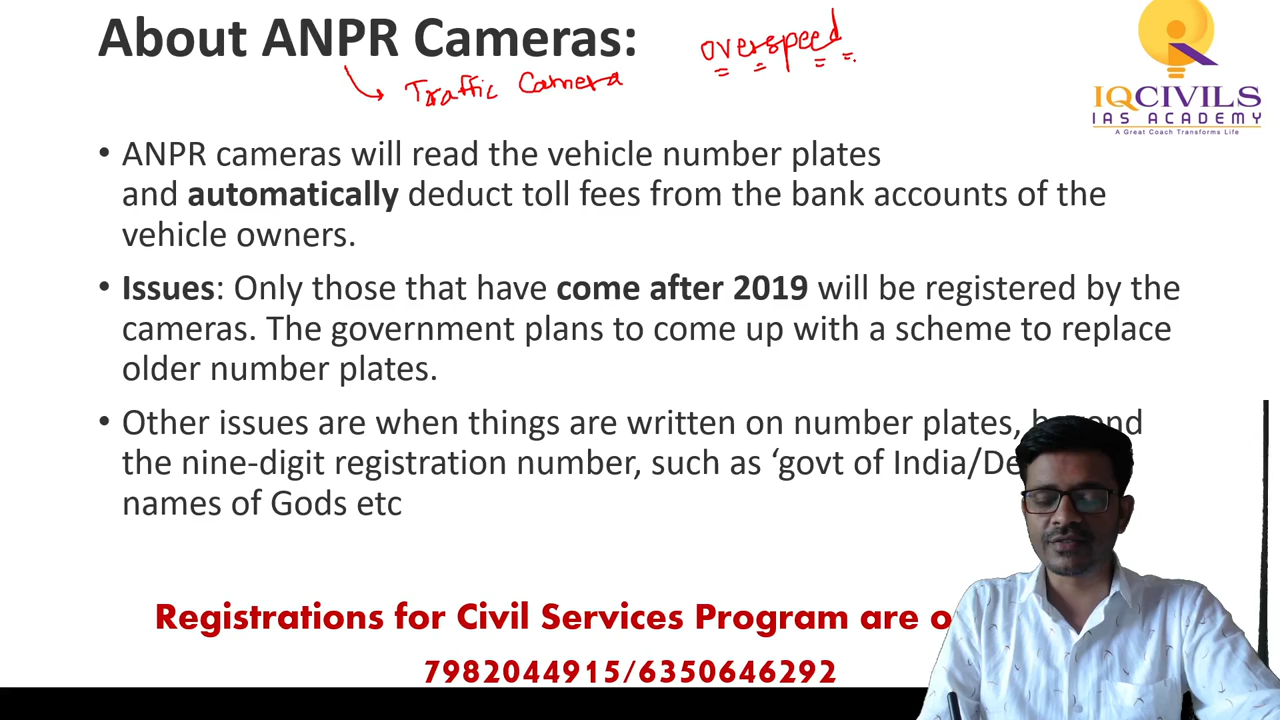 About ANPR Cameras:
overspeed
Traffic Camera
IQCIVILS
IAS ACADEMY
A Great Coach Transforms Life
• ANPR cameras will read the vehicle number plates
and automatically deduct toll fees from the bank accounts of the
vehicle owners.
• Issues: Only those that have come after 2019 will be registered by the
cameras. The government plans to come up with a scheme to replace
older number plates.
• Other issues are when things are written on number plates,
the nine-digit registration number, such as ‘govt of India/
names of Gods etc
Registrations for Civil Services Program are
7982044915/6350646292